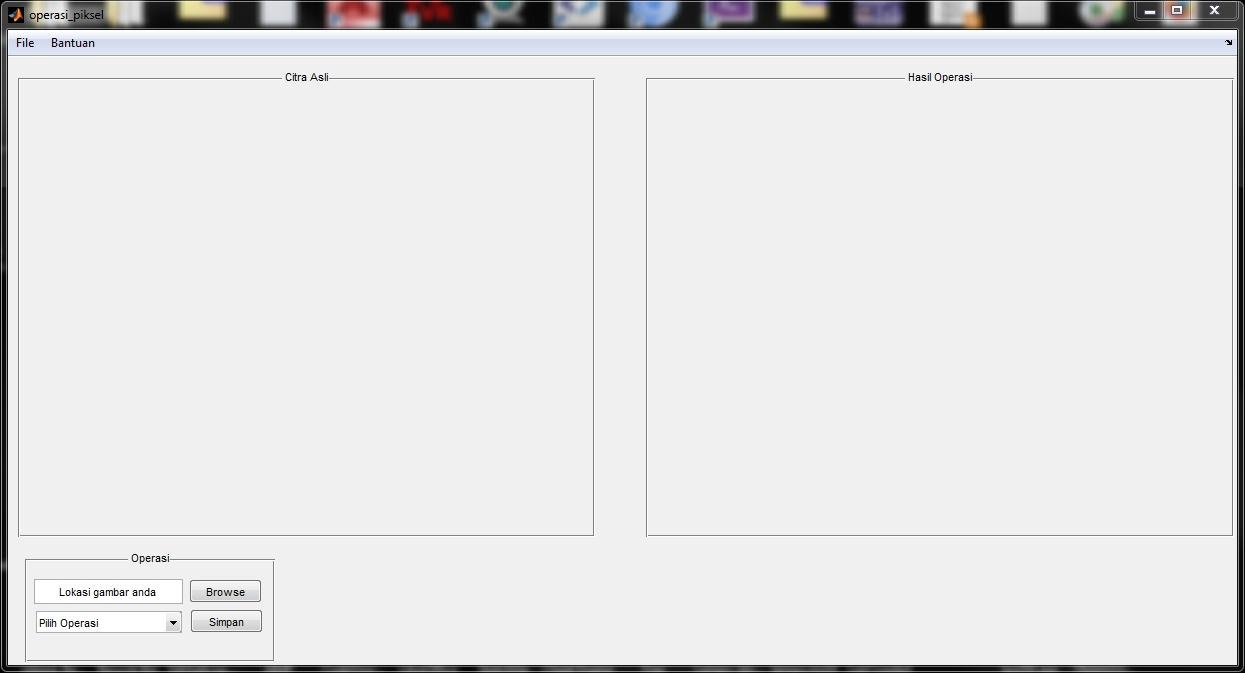 operasi_piksel
File Bantuan
Citra Asli
Hasil Operasi
Operasi
Lokasi gambar anda Browse
Pilih Operasi Simpan